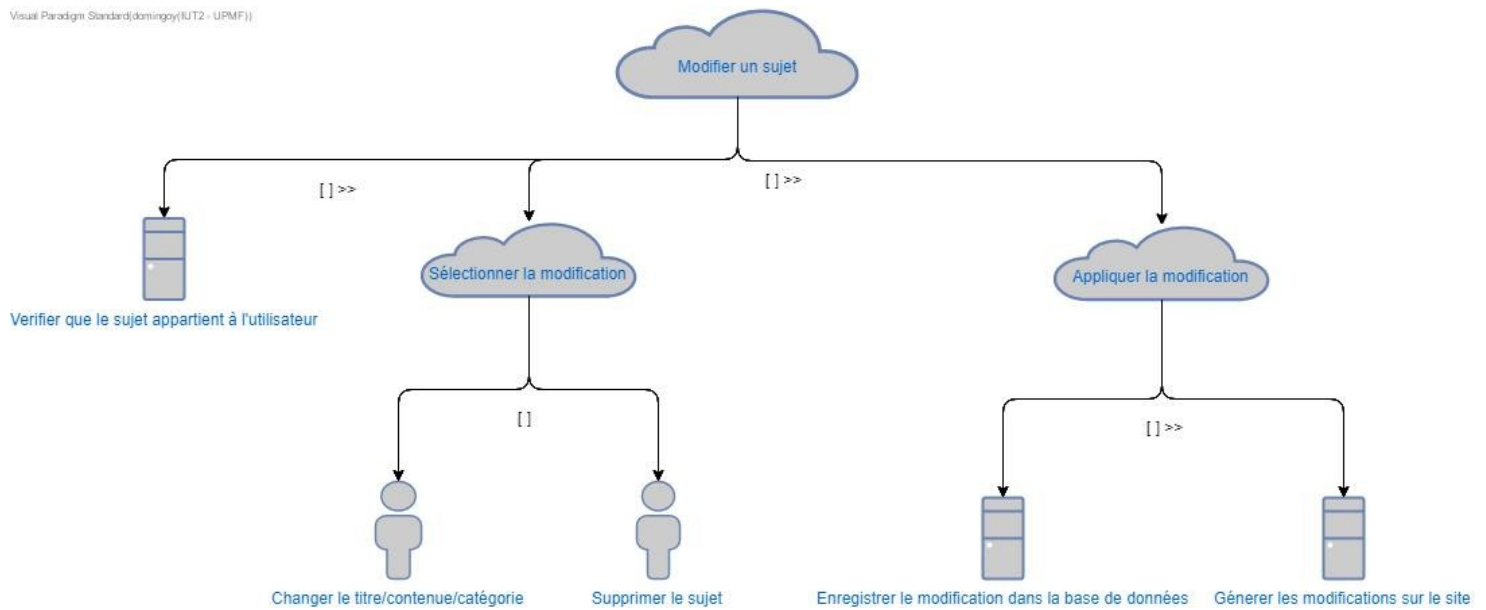 Visual Paradigm Standard(domingoy(IUT2 - UPMF))
Modifier un sujet
[ ] >>
[ ] >>
Sélectionner la modification
Appliquer la modification
Verifier que le sujet appartient à l'utilisateur
[ ]
[ ] >>
Changer le titre/contenue/catégorie
Supprimer le sujet
Enregistrer le modification dans la base de données
Génerer les modifications sur le site